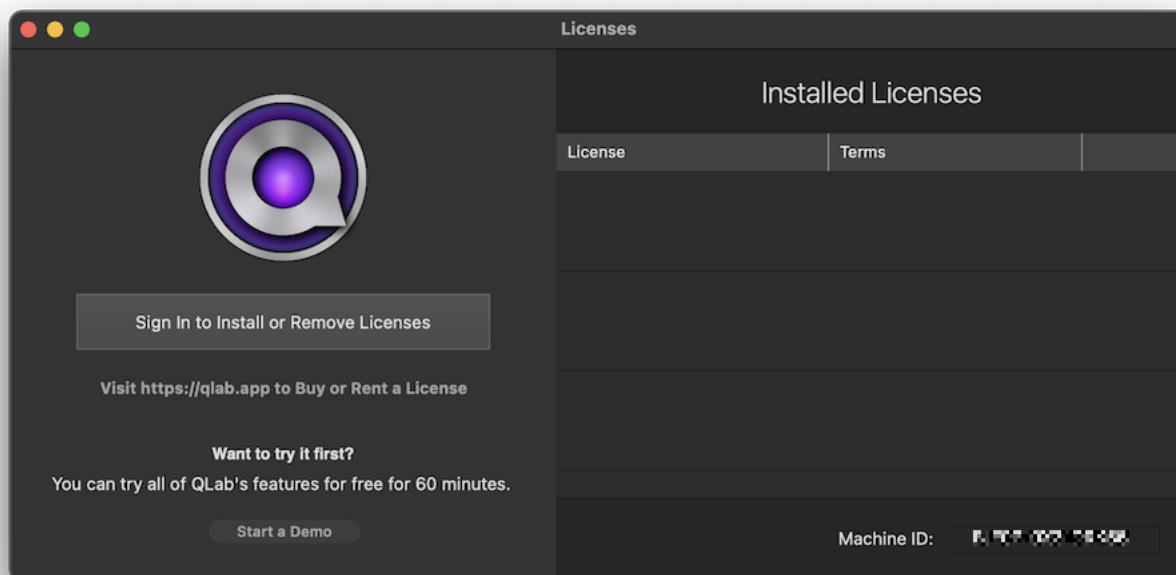 Licenses
Sign In to Install or Remove Licenses
Visit https://qlab.app to Buy or Rent a License
Want to try it first?
You can try all of QLab's features for free for 60 minutes.
Start a Demo
Installed Licenses
License Terms
Machine ID: